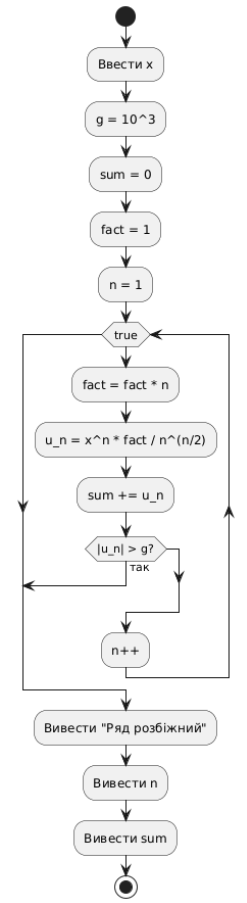 Ввести x
g = 10^3
sum = 0
fact = 1
n = 1
true
fact = fact * n
u_n = x^n * fact / n^(n/2)
sum += u_n
|u_n| > g?
так
n++
Вивести "Ряд розбіжний"
Вивести n
Вивести sum